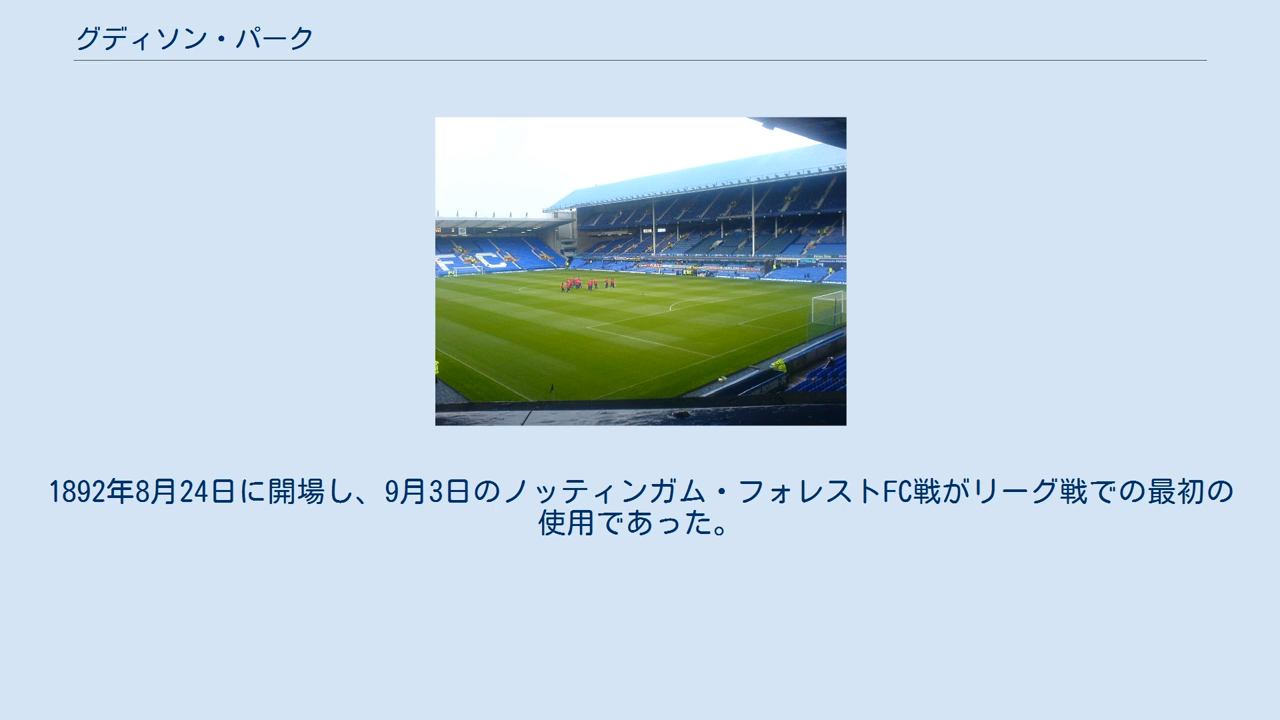 グディソン・パーク
FC
1892年8月24日に開場し、9月3日のノッティンガム・フォレストFC戦がリーグ戦での最初の
使用であった。